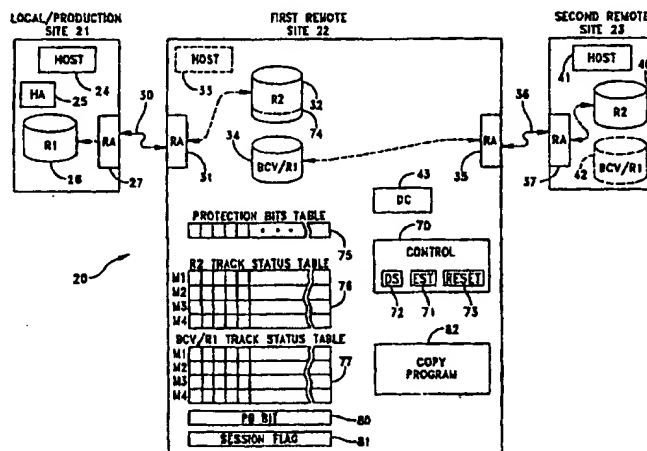 LOCAL/PRODUCTION
SITE 21
HOST
24
HA
25
R1
26
RA
27
30
20
FIRST REMOTE
SITE 22
HOST
33
R2
32
74
RA
31
34
BCV/R1
RA
35
43
DC
PROTECTION BITS TABLE
75
R2 TRACK STATUS TABLE
M1
M2
M3
M4
76
BCV/R1 TRACK STATUS TABLE
M1
M2
M3
M4
77
PB BIT
80
SESSION FLAG
81
70
CONTROL
DS
EST
RESET
72
71
73
82
COPY
PROGRAM
SECOND REMOTE
SITE 23
36
41
HOST
40
R2
RA
37
BCV/R1
42